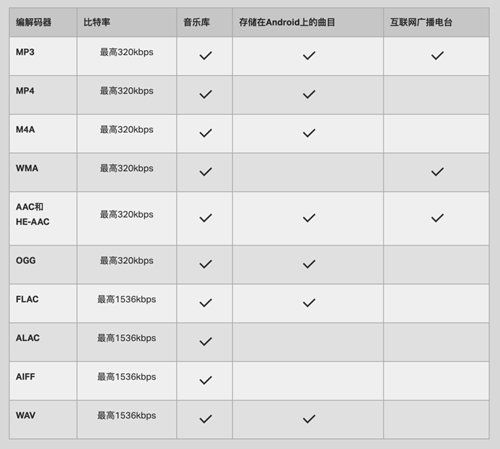 编解码器 比特率 音乐库 存储在Android上的曲目 互联网广播电台
MP3 最高320kbps ✓ ✓ ✓
MP4 最高320kbps ✓ ✓
M4A 最高320kbps ✓ ✓
WMA 最高320kbps ✓ ✓
AAC和
HE-AAC 最高320kbps ✓ ✓ ✓
OGG 最高320kbps ✓ ✓
FLAC 最高1536kbps ✓ ✓
ALAC 最高1536kbps ✓
AIFF 最高1536kbps ✓
WAV 最高1536kbps ✓ ✓